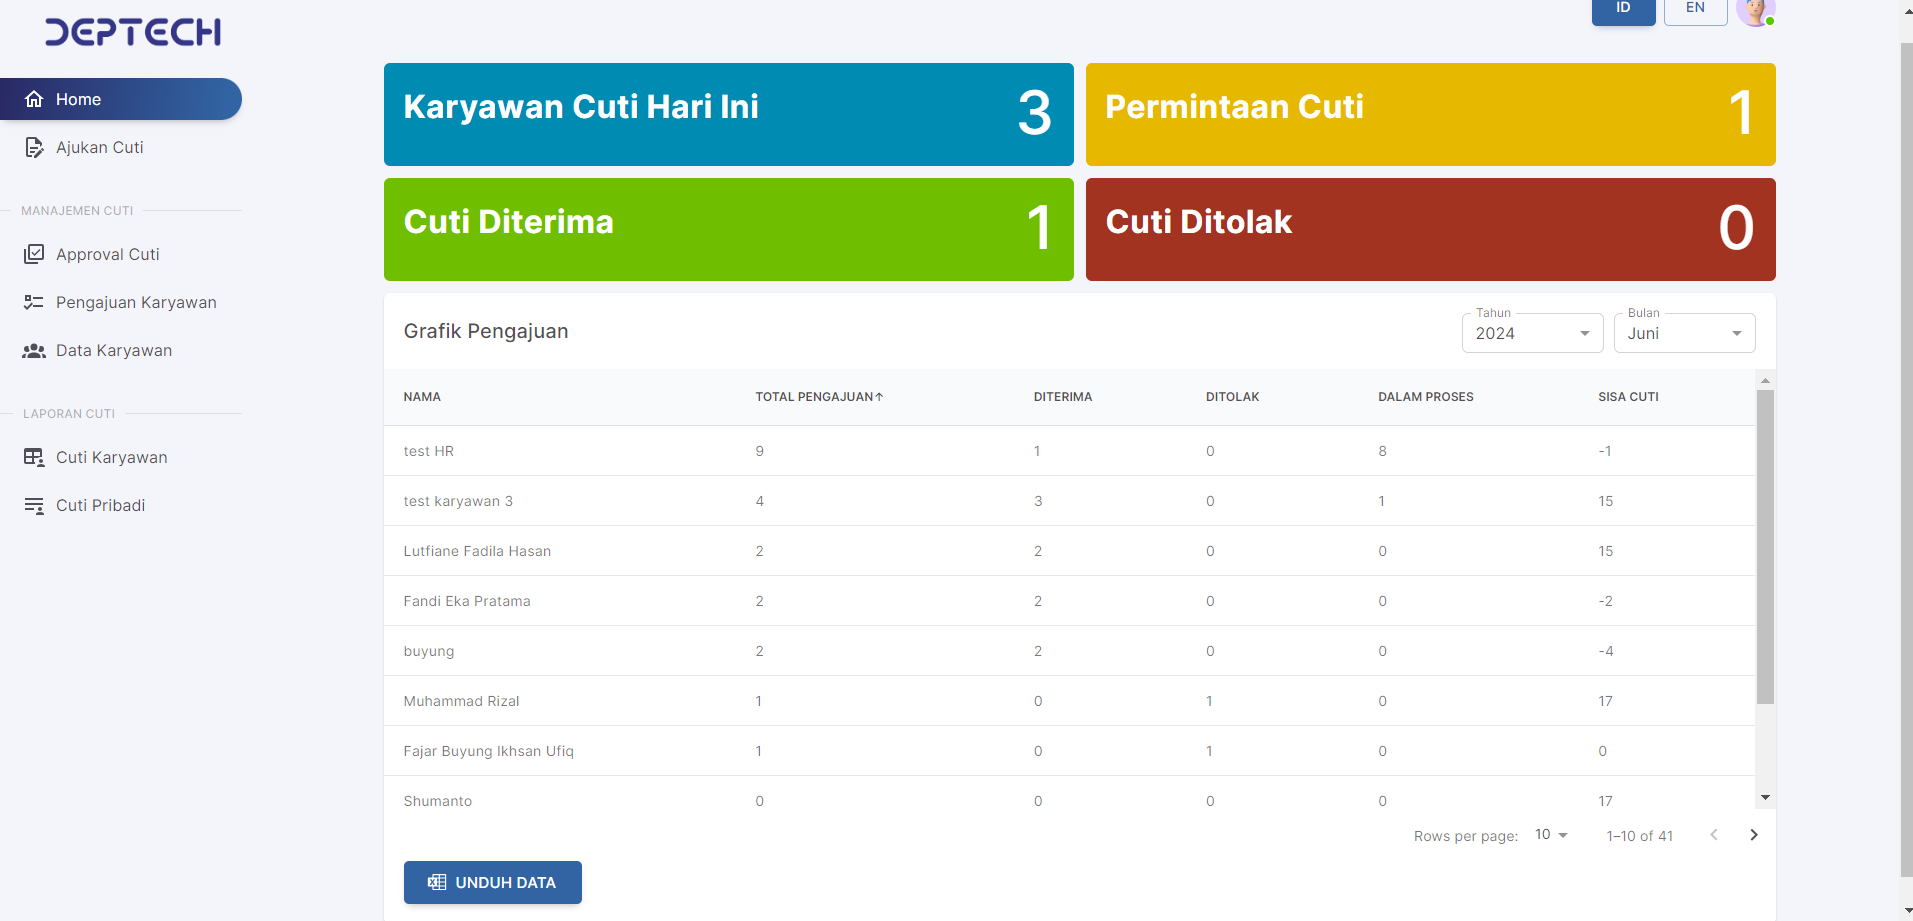 DEPTECH
ID
EN
Home
Ajukan Cuti
MANAJEMEN CUTI
Approval Cuti
Pengajuan Karyawan
Data Karyawan
LAPORAN CUTI
Cuti Karyawan
Cuti Pribadi
Karyawan Cuti Hari Ini 3
Permintaan Cuti 1
Cuti Diterima 1
Cuti Ditolak 0
Grafik Pengajuan
Tahun
2024
Bulan
Juni
NAMA TOTAL PENGAJUAN↑ DITERIMA DITOLAK DALAM PROSES SISA CUTI
test HR 9 1 0 8 -1
test karyawan 3 4 3 0 1 15
Lutfiane Fadila Hasan 2 2 0 0 15
Fandi Eka Pratama 2 2 0 0 -2
buyung 2 2 0 0 -4
Muhammad Rizal 1 0 1 0 17
Fajar Buyung Ikhsan Ufiq 1 0 1 0 0
Shumanto 0 0 0 0 17
Rows per page: 10 1–10 of 41
UNDUH DATA